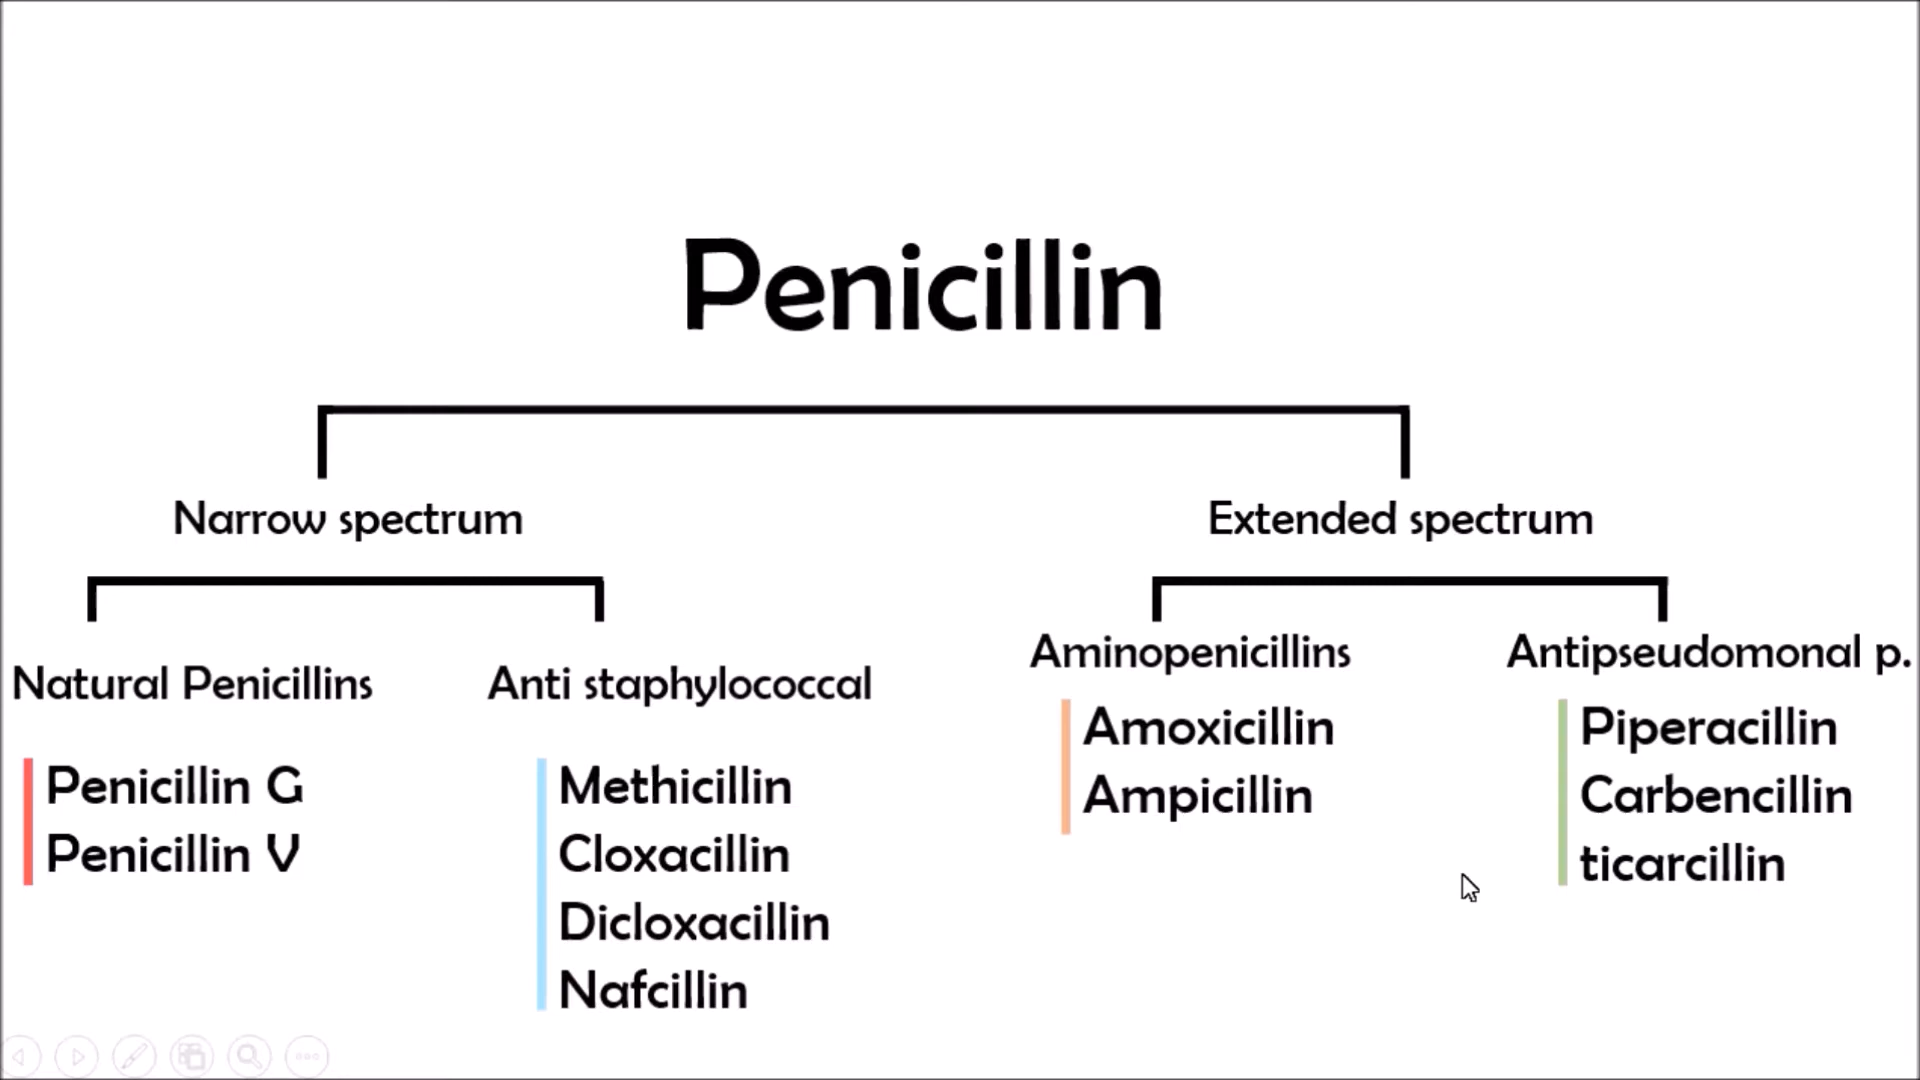 Penicillin
Narrow spectrum
Extended spectrum
Natural Penicillins
Penicillin G
Penicillin V
Anti staphylococcal
Methicillin
Cloxacillin
Dicloxacillin
Nafcillin
Aminopenicillins
Amoxicillin
Ampicillin
Antipseudomonal p.
Piperacillin
Carbencillin
ticarcillin